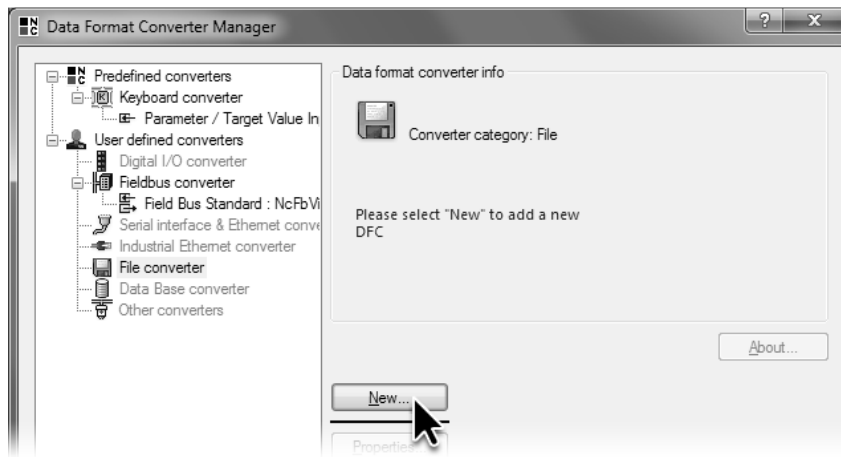 Data Format Converter Manager
Predefined converters
Keyboard converter
Parameter / Target Value In
User defined converters
Digital I/O converter
Fieldbus converter
Field Bus Standard : NcFbVi
Serial interface & Ethernet conve
Industrial Ethernet converter
File converter
Data Base converter
Other converters
Data format converter info
Converter category: File
Please select "New" to add a new
DFC
About...
New...
Properties...